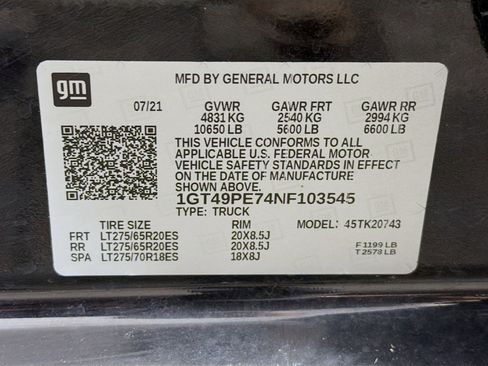 gm
MFD BY GENERAL MOTORS LLC
07/21 GVWR GAWR FRT GAWR RR
4831 KG 2540 KG 2994 KG
10650 LB 5600 LB 6600 LB
THIS VEHICLE CONFORMS TO ALL
APPLICABLE U.S. FEDERAL MOTOR
VEHICLE SAFETY STANDARDS IN EFFECT
ON THE DATE OF MANUFACTURE
SHOWN ABOVE.
1GT49PE74NF103545
TYPE: TRUCK
TIRE SIZE RIM MODEL: 45TK20743
FRT LT275/65R20ES 20X8.5J
RR LT275/65R20ES 20X8.5J F 1199 LB
SPA LT275/70R18ES 18X8J T 2578 LB